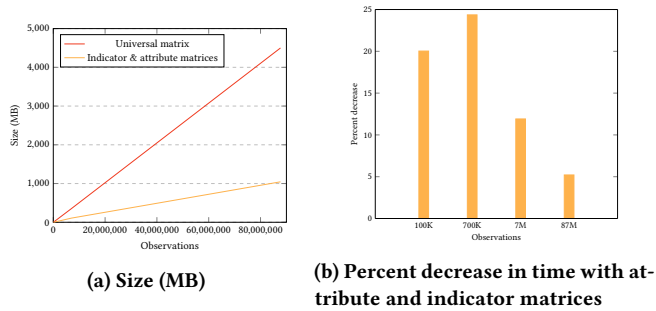 5,000
4,000
3,000
2,000
1,000
0
Size (MB)
Universal matrix
Indicator & attribute matrices
0
20,000,000
40,000,000
60,000,000
80,000,000
Observations
(a) Size (MB)
25
20
15
10
5
0
Percent decrease
100K
700K
7M
87M
Observations
(b) Percent decrease in time with at-
tribute and indicator matrices